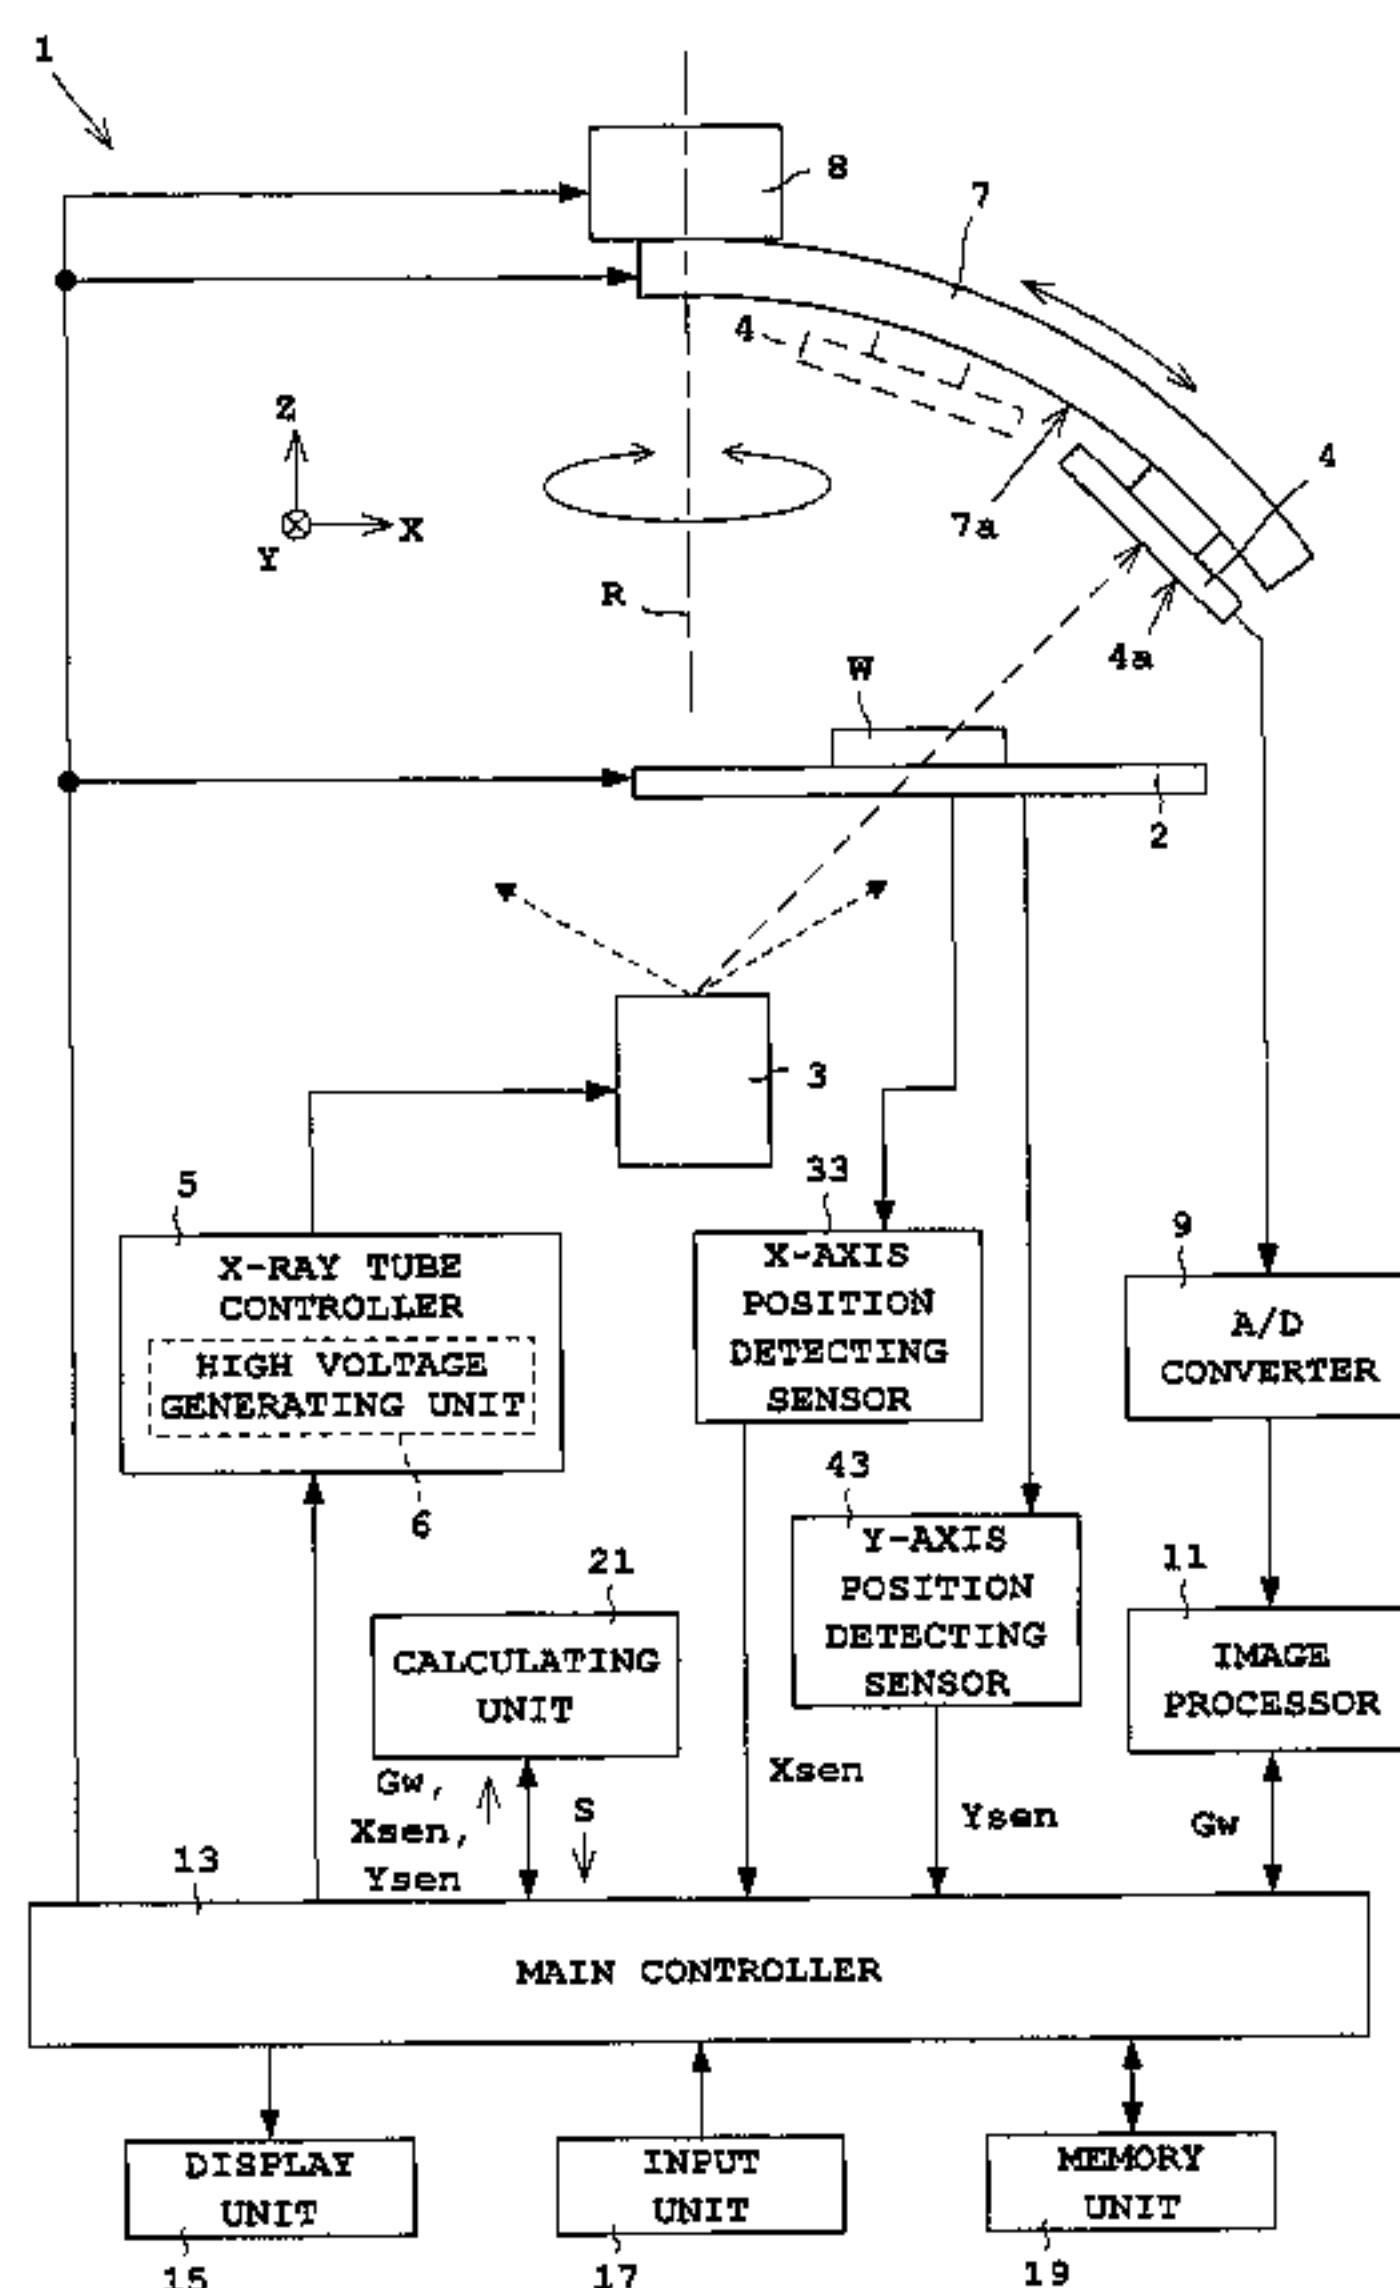 1
8
7
4
Z
X
Y
7a
4
R
4a
W
2
3
33
5
9
X-RAY TUBE
CONTROLLER
HIGH VOLTAGE
GENERATING UNIT
6
X-AXIS
POSITION
DETECTING
SENSOR
A/D
CONVERTER
43
Y-AXIS
POSITION
DETECTING
SENSOR
21
CALCULATING
UNIT
11
IMAGE
PROCESSOR
Gw,
Xsen,
Ysen
S
Xsen
Ysen
Gw
13
MAIN CONTROLLER
DISPLAY
UNIT
15
INPUT
UNIT
17
MEMORY
UNIT
19